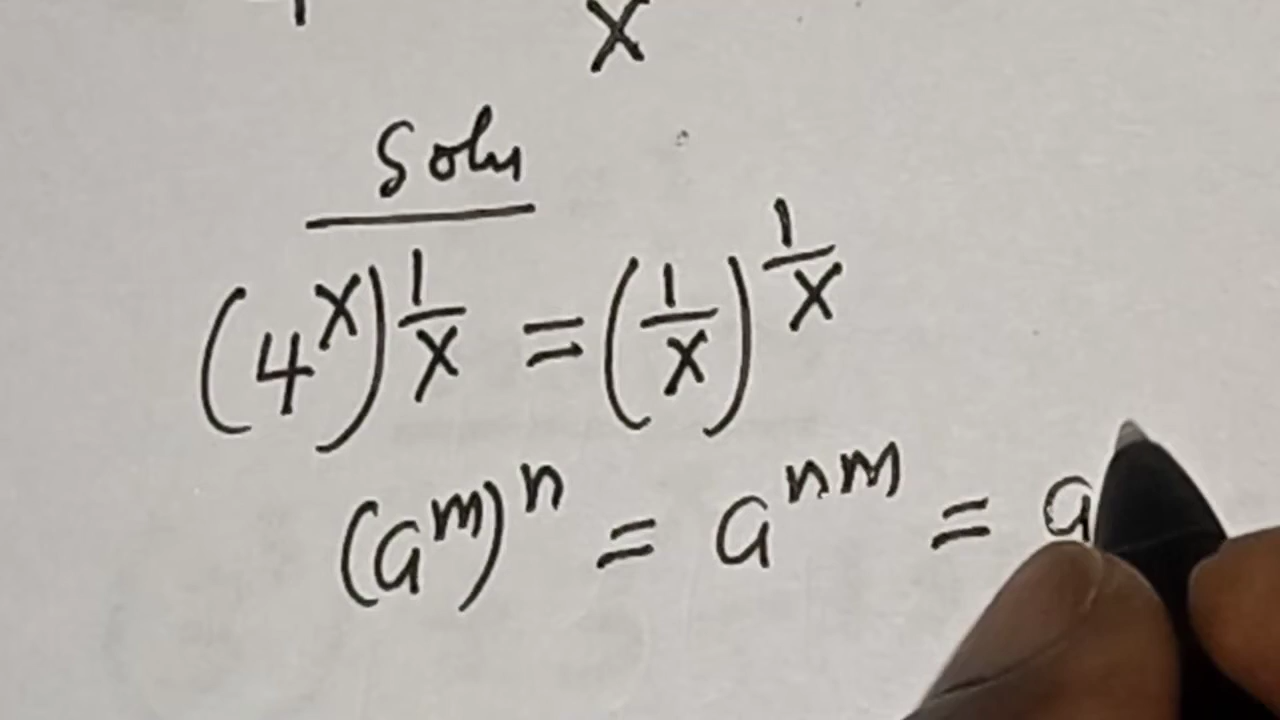 x
Soln
(4^x)^(1/x) = (1/x)^(1/x)
(a^m)^n = a^(nm) = a